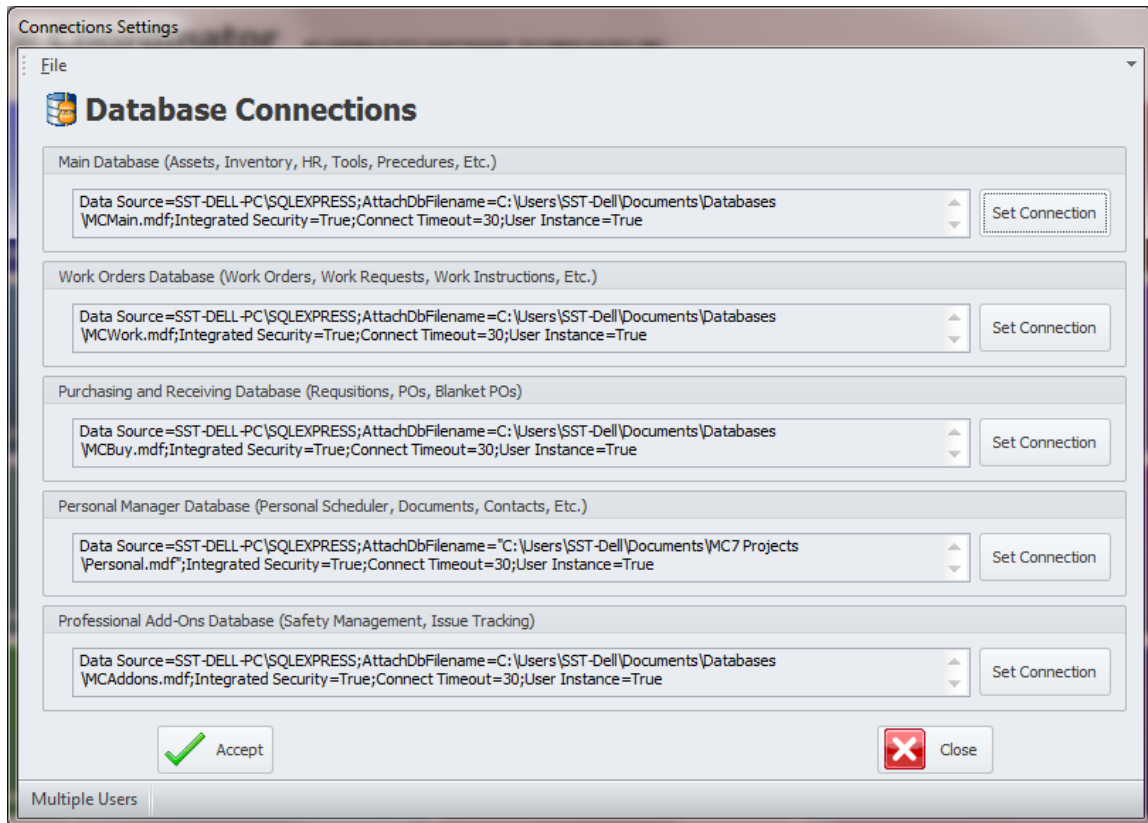 Connections Settings
File
Database Connections
Main Database (Assets, Inventory, HR, Tools, Precedures, Etc.)
Data Source=SST-DELL-PC\SQLEXPRESS;AttachDbFilename=C:\Users\SST-Dell\Documents\Databases
\MCMain.mdf;Integrated Security=True;Connect Timeout=30;User Instance=True
Set Connection
Work Orders Database (Work Orders, Work Requests, Work Instructions, Etc.)
Data Source=SST-DELL-PC\SQLEXPRESS;AttachDbFilename=C:\Users\SST-Dell\Documents\Databases
\MCWork.mdf;Integrated Security=True;Connect Timeout=30;User Instance=True
Set Connection
Purchasing and Receiving Database (Requsitions, POs, Blanket POs)
Data Source=SST-DELL-PC\SQLEXPRESS;AttachDbFilename=C:\Users\SST-Dell\Documents\Databases
\MCBuy.mdf;Integrated Security=True;Connect Timeout=30;User Instance=True
Set Connection
Personal Manager Database (Personal Scheduler, Documents, Contacts, Etc.)
Data Source=SST-DELL-PC\SQLEXPRESS;AttachDbFilename="C:\Users\SST-Dell\Documents\MC7 Projects
\Personal.mdf";Integrated Security=True;Connect Timeout=30;User Instance=True
Set Connection
Professional Add-Ons Database (Safety Management, Issue Tracking)
Data Source=SST-DELL-PC\SQLEXPRESS;AttachDbFilename=C:\Users\SST-Dell\Documents\Databases
\MCAddons.mdf;Integrated Security=True;Connect Timeout=30;User Instance=True
Set Connection
Accept
Close
Multiple Users